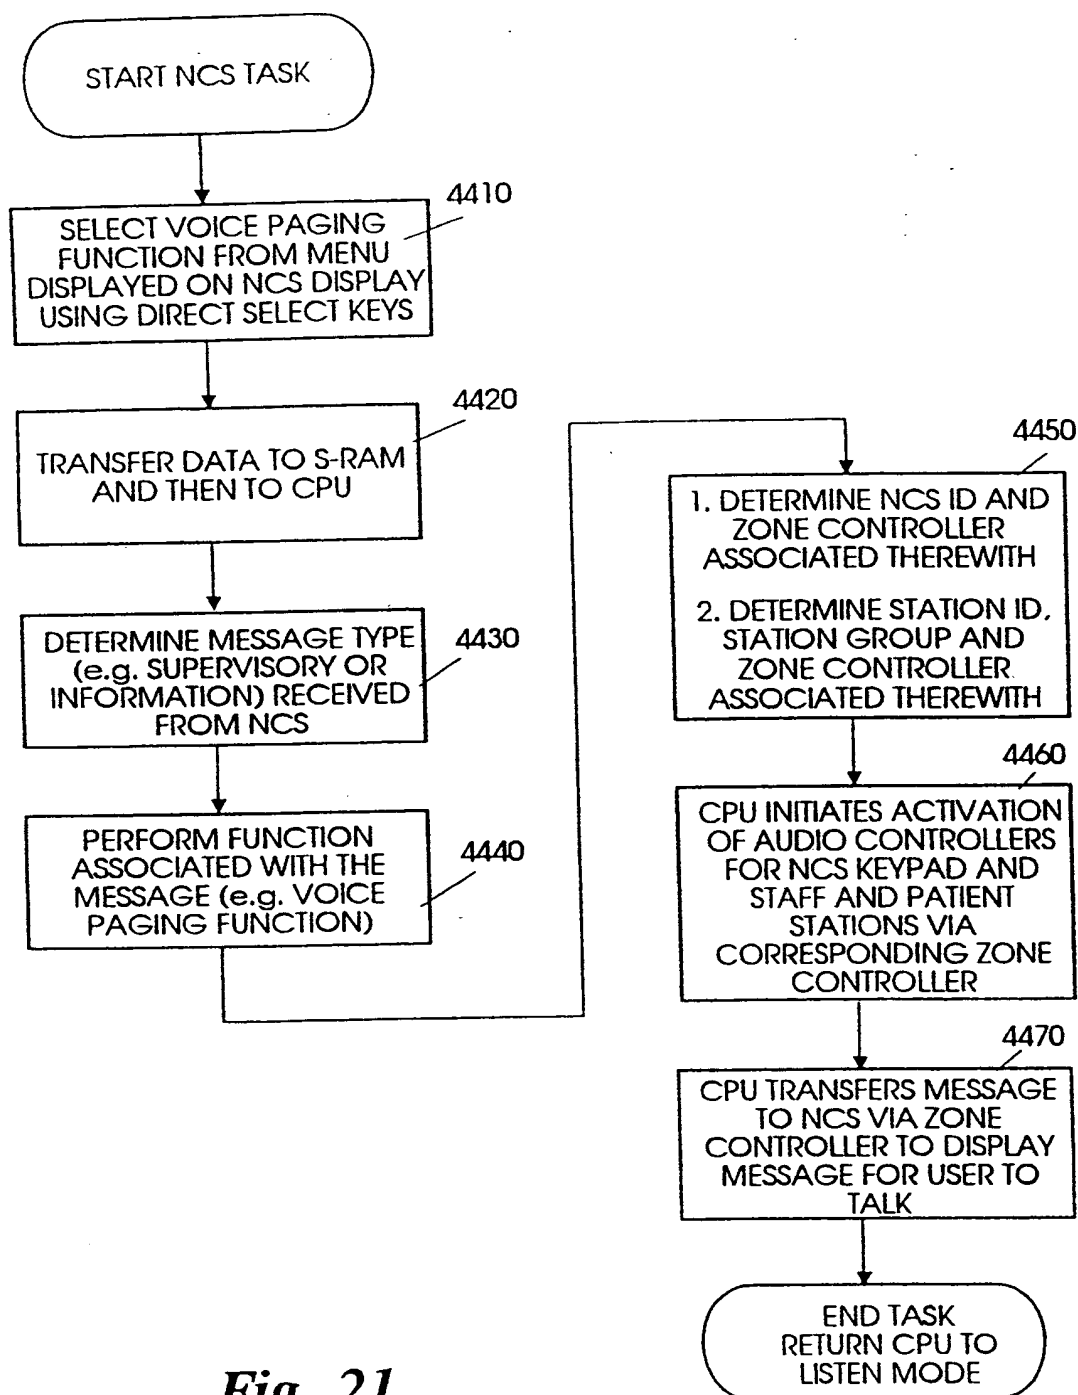 START NCS TASK
4410
SELECT VOICE PAGING
FUNCTION FROM MENU
DISPLAYED ON NCS DISPLAY
USING DIRECT SELECT KEYS
4420
TRANSFER DATA TO S-RAM
AND THEN TO CPU
DETERMINE MESSAGE TYPE
(e.g. SUPERVISORY OR
INFORMATION) RECEIVED
FROM NCS
4430
PERFORM FUNCTION
ASSOCIATED WITH THE
MESSAGE (e.g. VOICE
PAGING FUNCTION)
4440
4450
1. DETERMINE NCS ID AND
ZONE CONTROLLER
ASSOCIATED THEREWITH
2. DETERMINE STATION ID,
STATION GROUP AND
ZONE CONTROLLER
ASSOCIATED THEREWITH
4460
CPU INITIATES ACTIVATION
OF AUDIO CONTROLLERS
FOR NCS KEYPAD AND
STAFF AND PATIENT
STATIONS VIA
CORRESPONDING ZONE
CONTROLLER
4470
CPU TRANSFERS MESSAGE
TO NCS VIA ZONE
CONTROLLER TO DISPLAY
MESSAGE FOR USER TO
TALK
END TASK
RETURN CPU TO
LISTEN MODE
Fig. 21